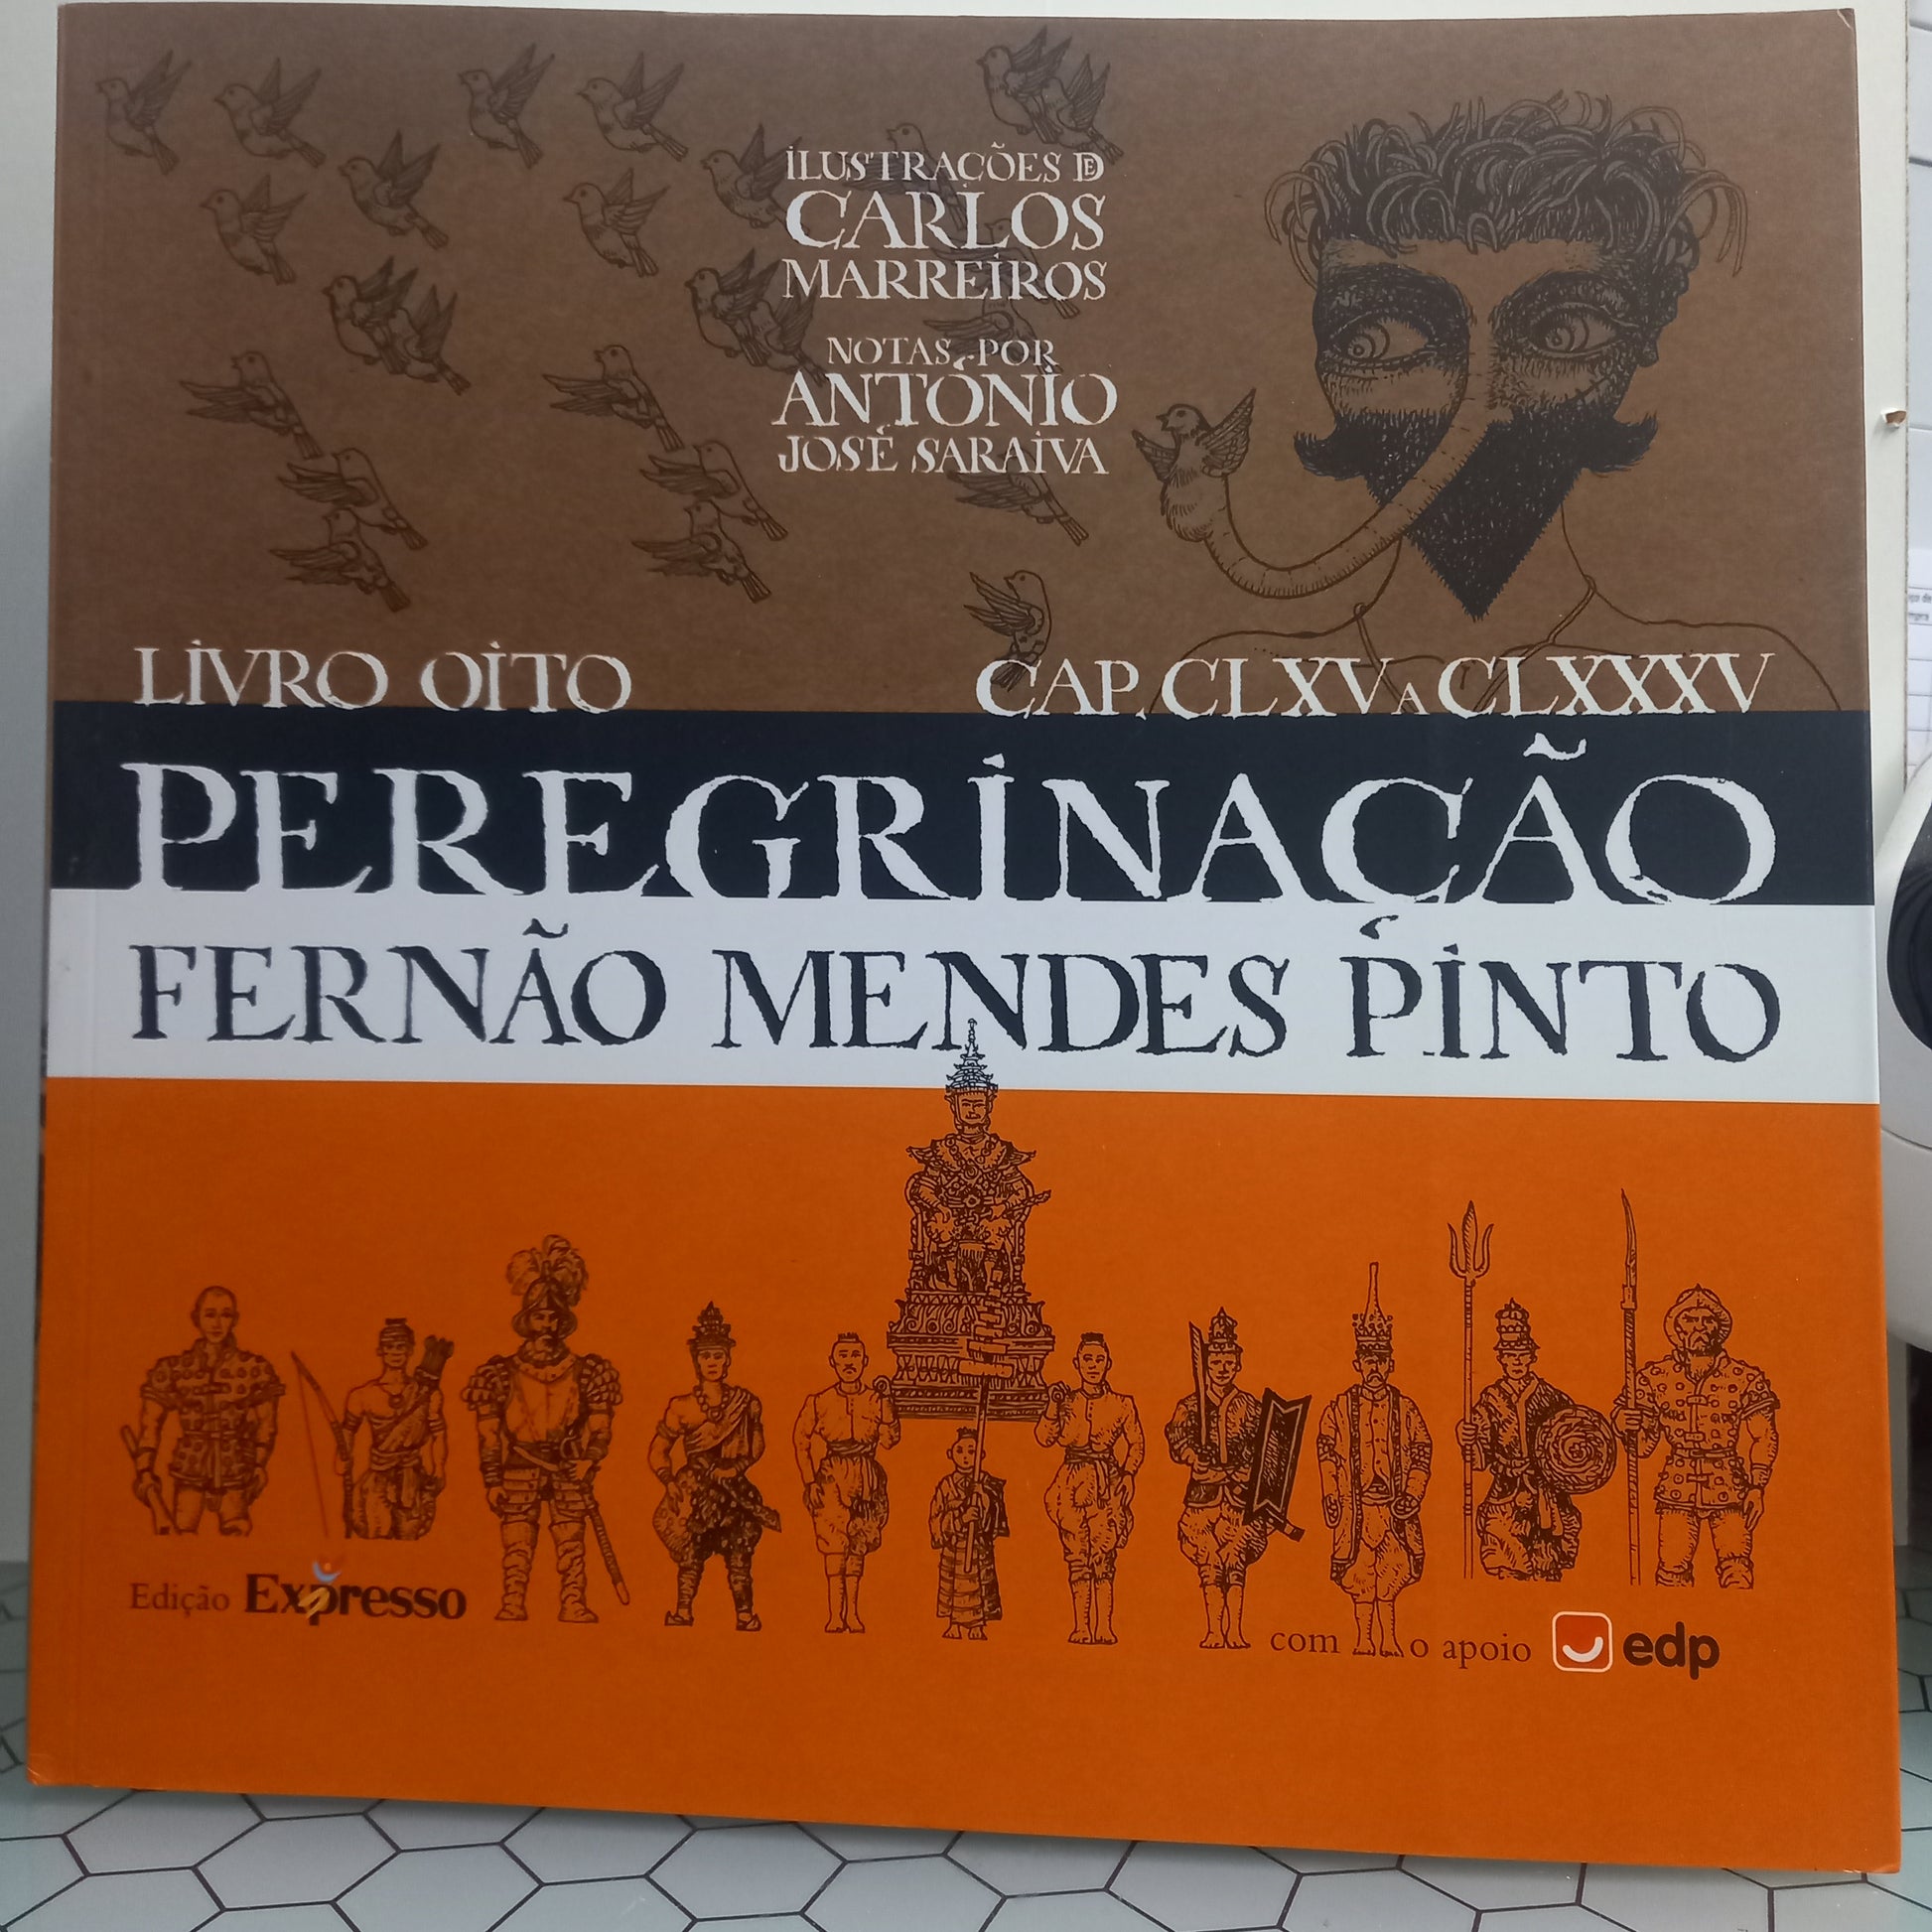 ILUSTRAÇÕES DE
CARLOS
MARREIROS
NOTAS POR
ANTÓNIO
JOSÉ SARAIVA
LIVRO OITO
CAP. CLXV A CLXXXV
PEREGRINAÇÃO
FERNÃO MENDES PINTO
Edição Expresso
com o apoio edp